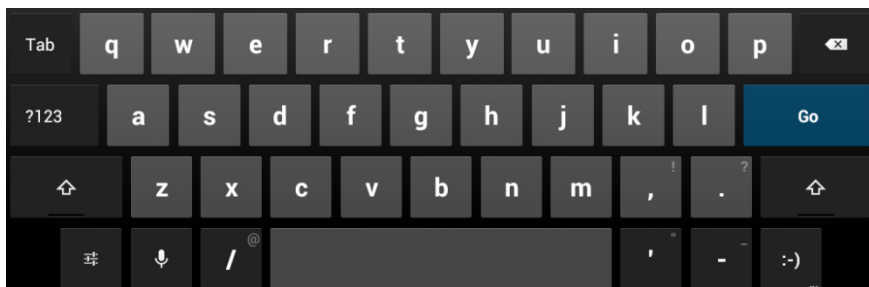 Tab q w e r t y u i o p
?123 a s d f g h j k l Go
z x c v b n m , ! . ?
/ @ ' " - _ :-)